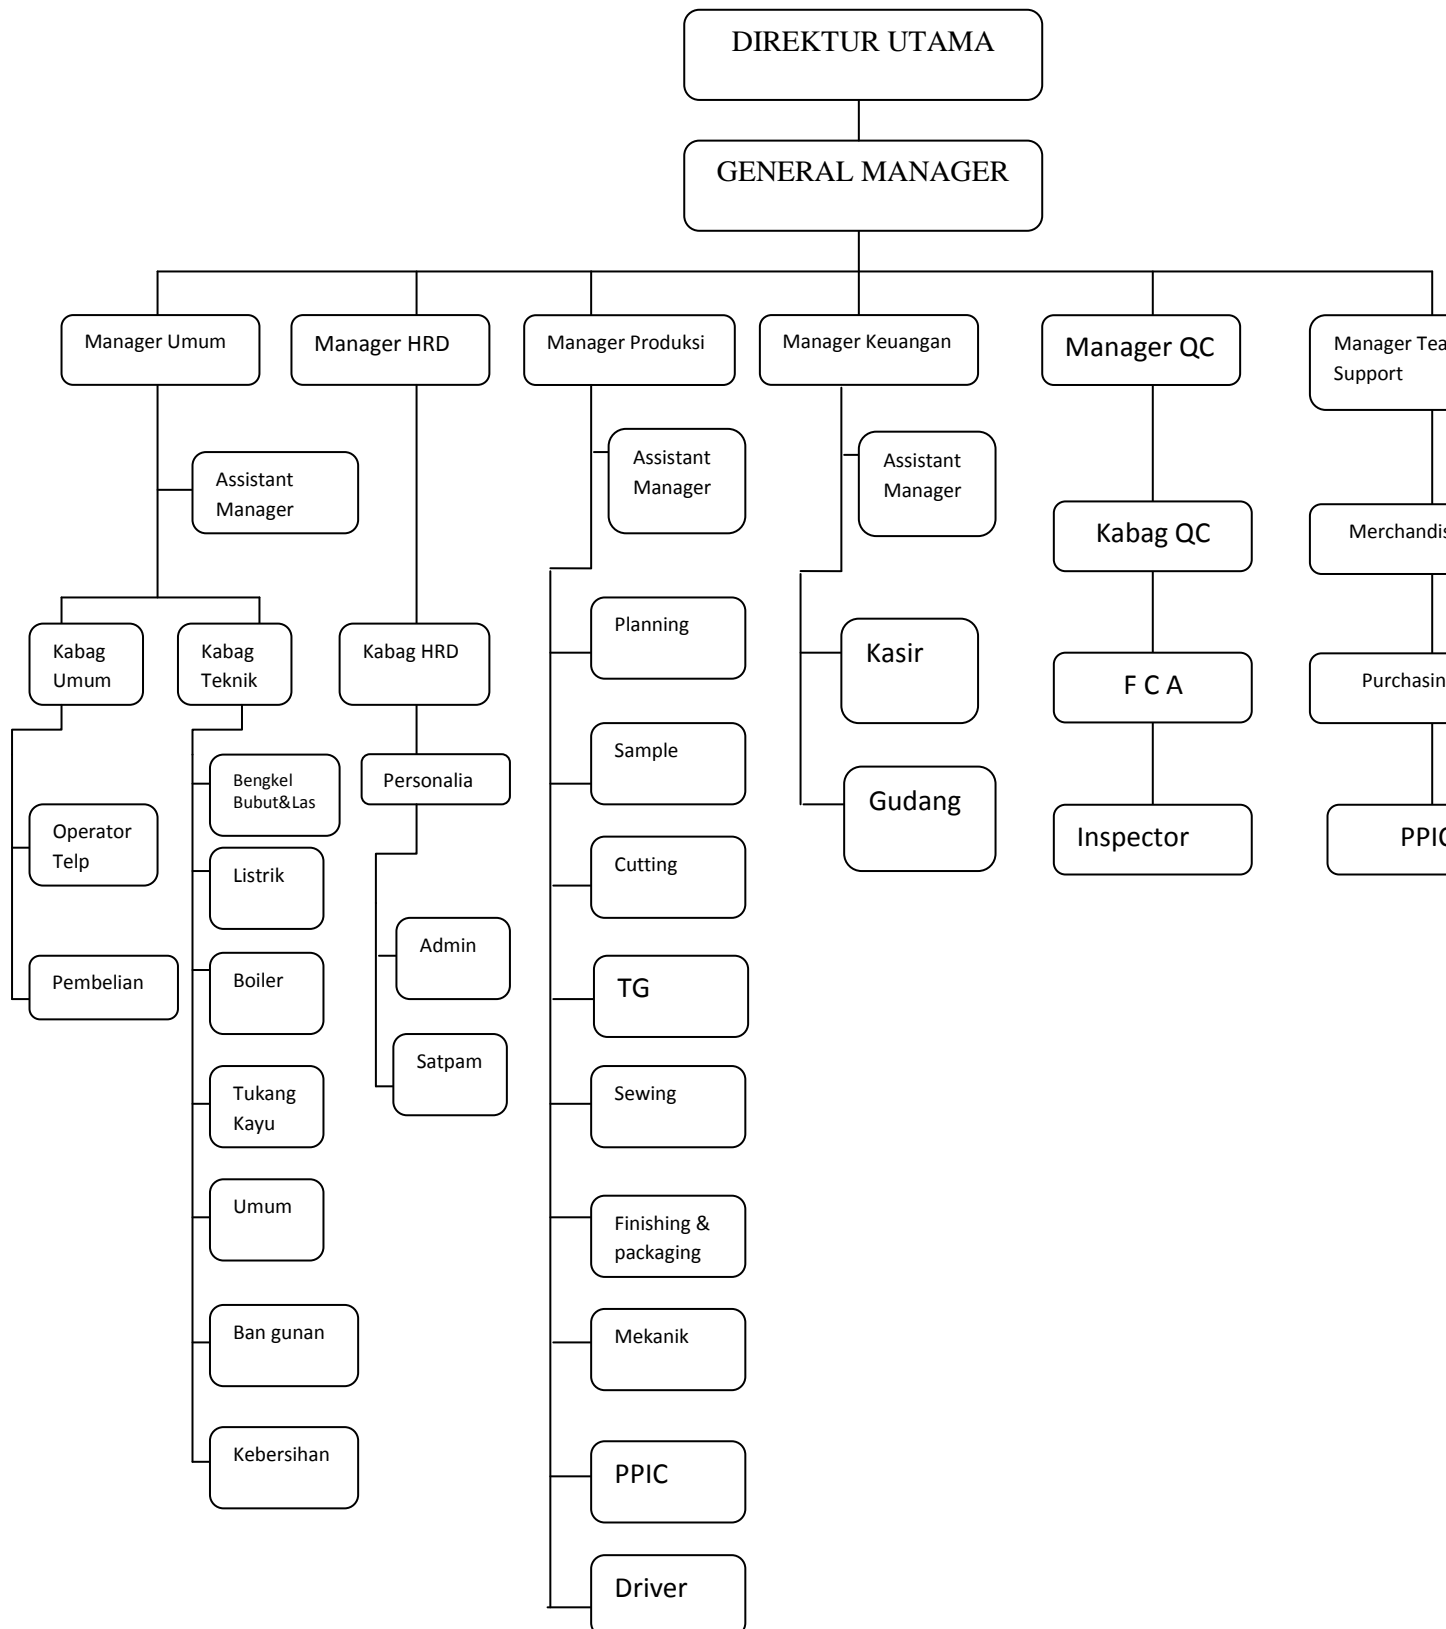 DIREKTUR UTAMA
GENERAL MANAGER
Manager Umum
Manager HRD
Manager Produksi
Manager Keuangan
Manager QC
Manager
Support
Assistant
Manager
Assistant
Manager
Assistant
Manager
Kabag QC
Kabag
Umum
Kabag
Teknik
Kabag HRD
Planning
Kasir
F C A
Bengkel
Bubut&Las
Personalia
Sample
Gudang
Inspector
Operator
Telp
Listrik
Cutting
Pembelian
Boiler
Admin
TG
Tukang
Kayu
Satpam
Sewing
Umum
Finishing &
packaging
Ban gunan
Mekanik
Kebersihan
PPIC
Driver